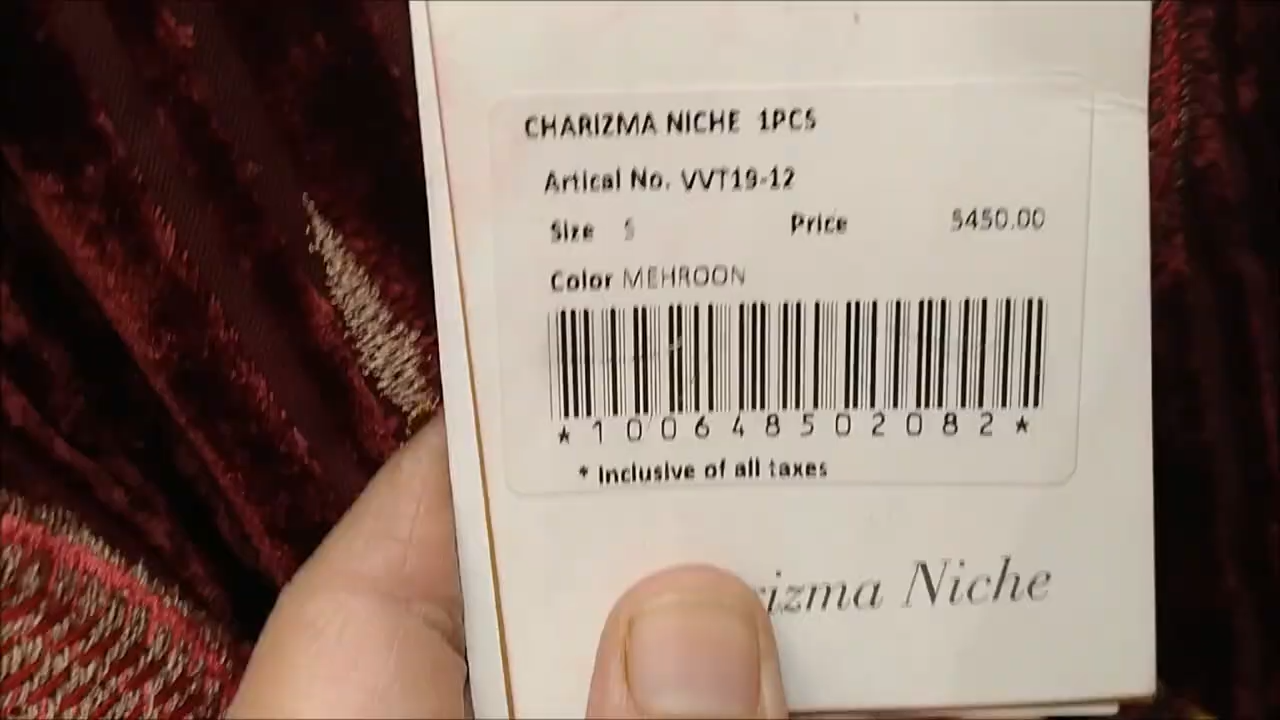 CHARIZMA NICHE 1PCS
Artical No. VVT19-12
Size S Price 5450.00
Color MEHROON
*100648502082*
* Inclusive of all taxes
rizma Niche